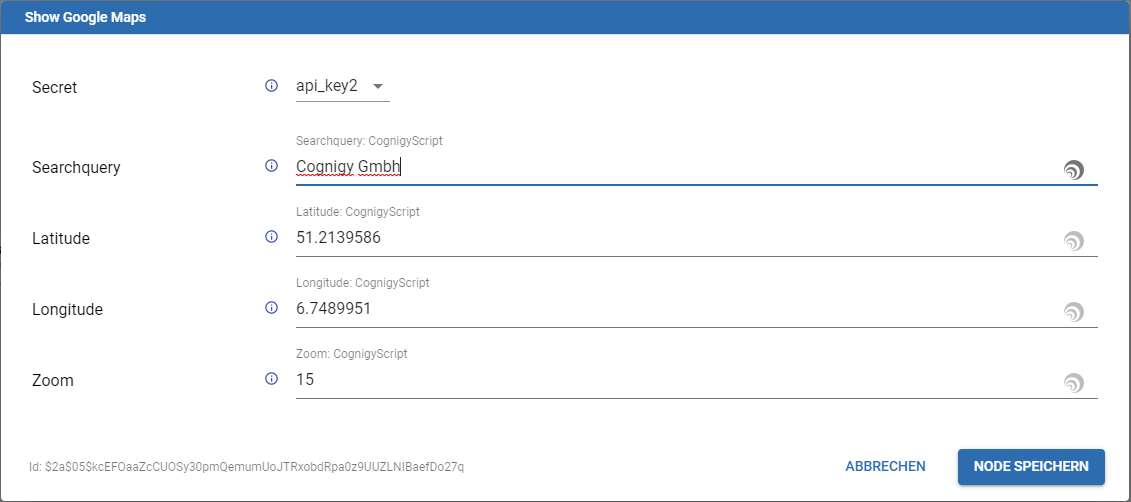 Show Google Maps
Secret
api_key2
Searchquery: CognigyScript
Searchquery
Cognigy Gmbh
Latitude: CognigyScript
Latitude
51.2139586
Longitude: CognigyScript
Longitude
6.7489951
Zoom: CognigyScript
Zoom
15
Id: $2a$05$kcEFOaaZcCUOSy30pmQemumUoJTRxobdRpa0z9UUZLNIBaefDo27q
ABBRECHEN
NODE SPEICHERN